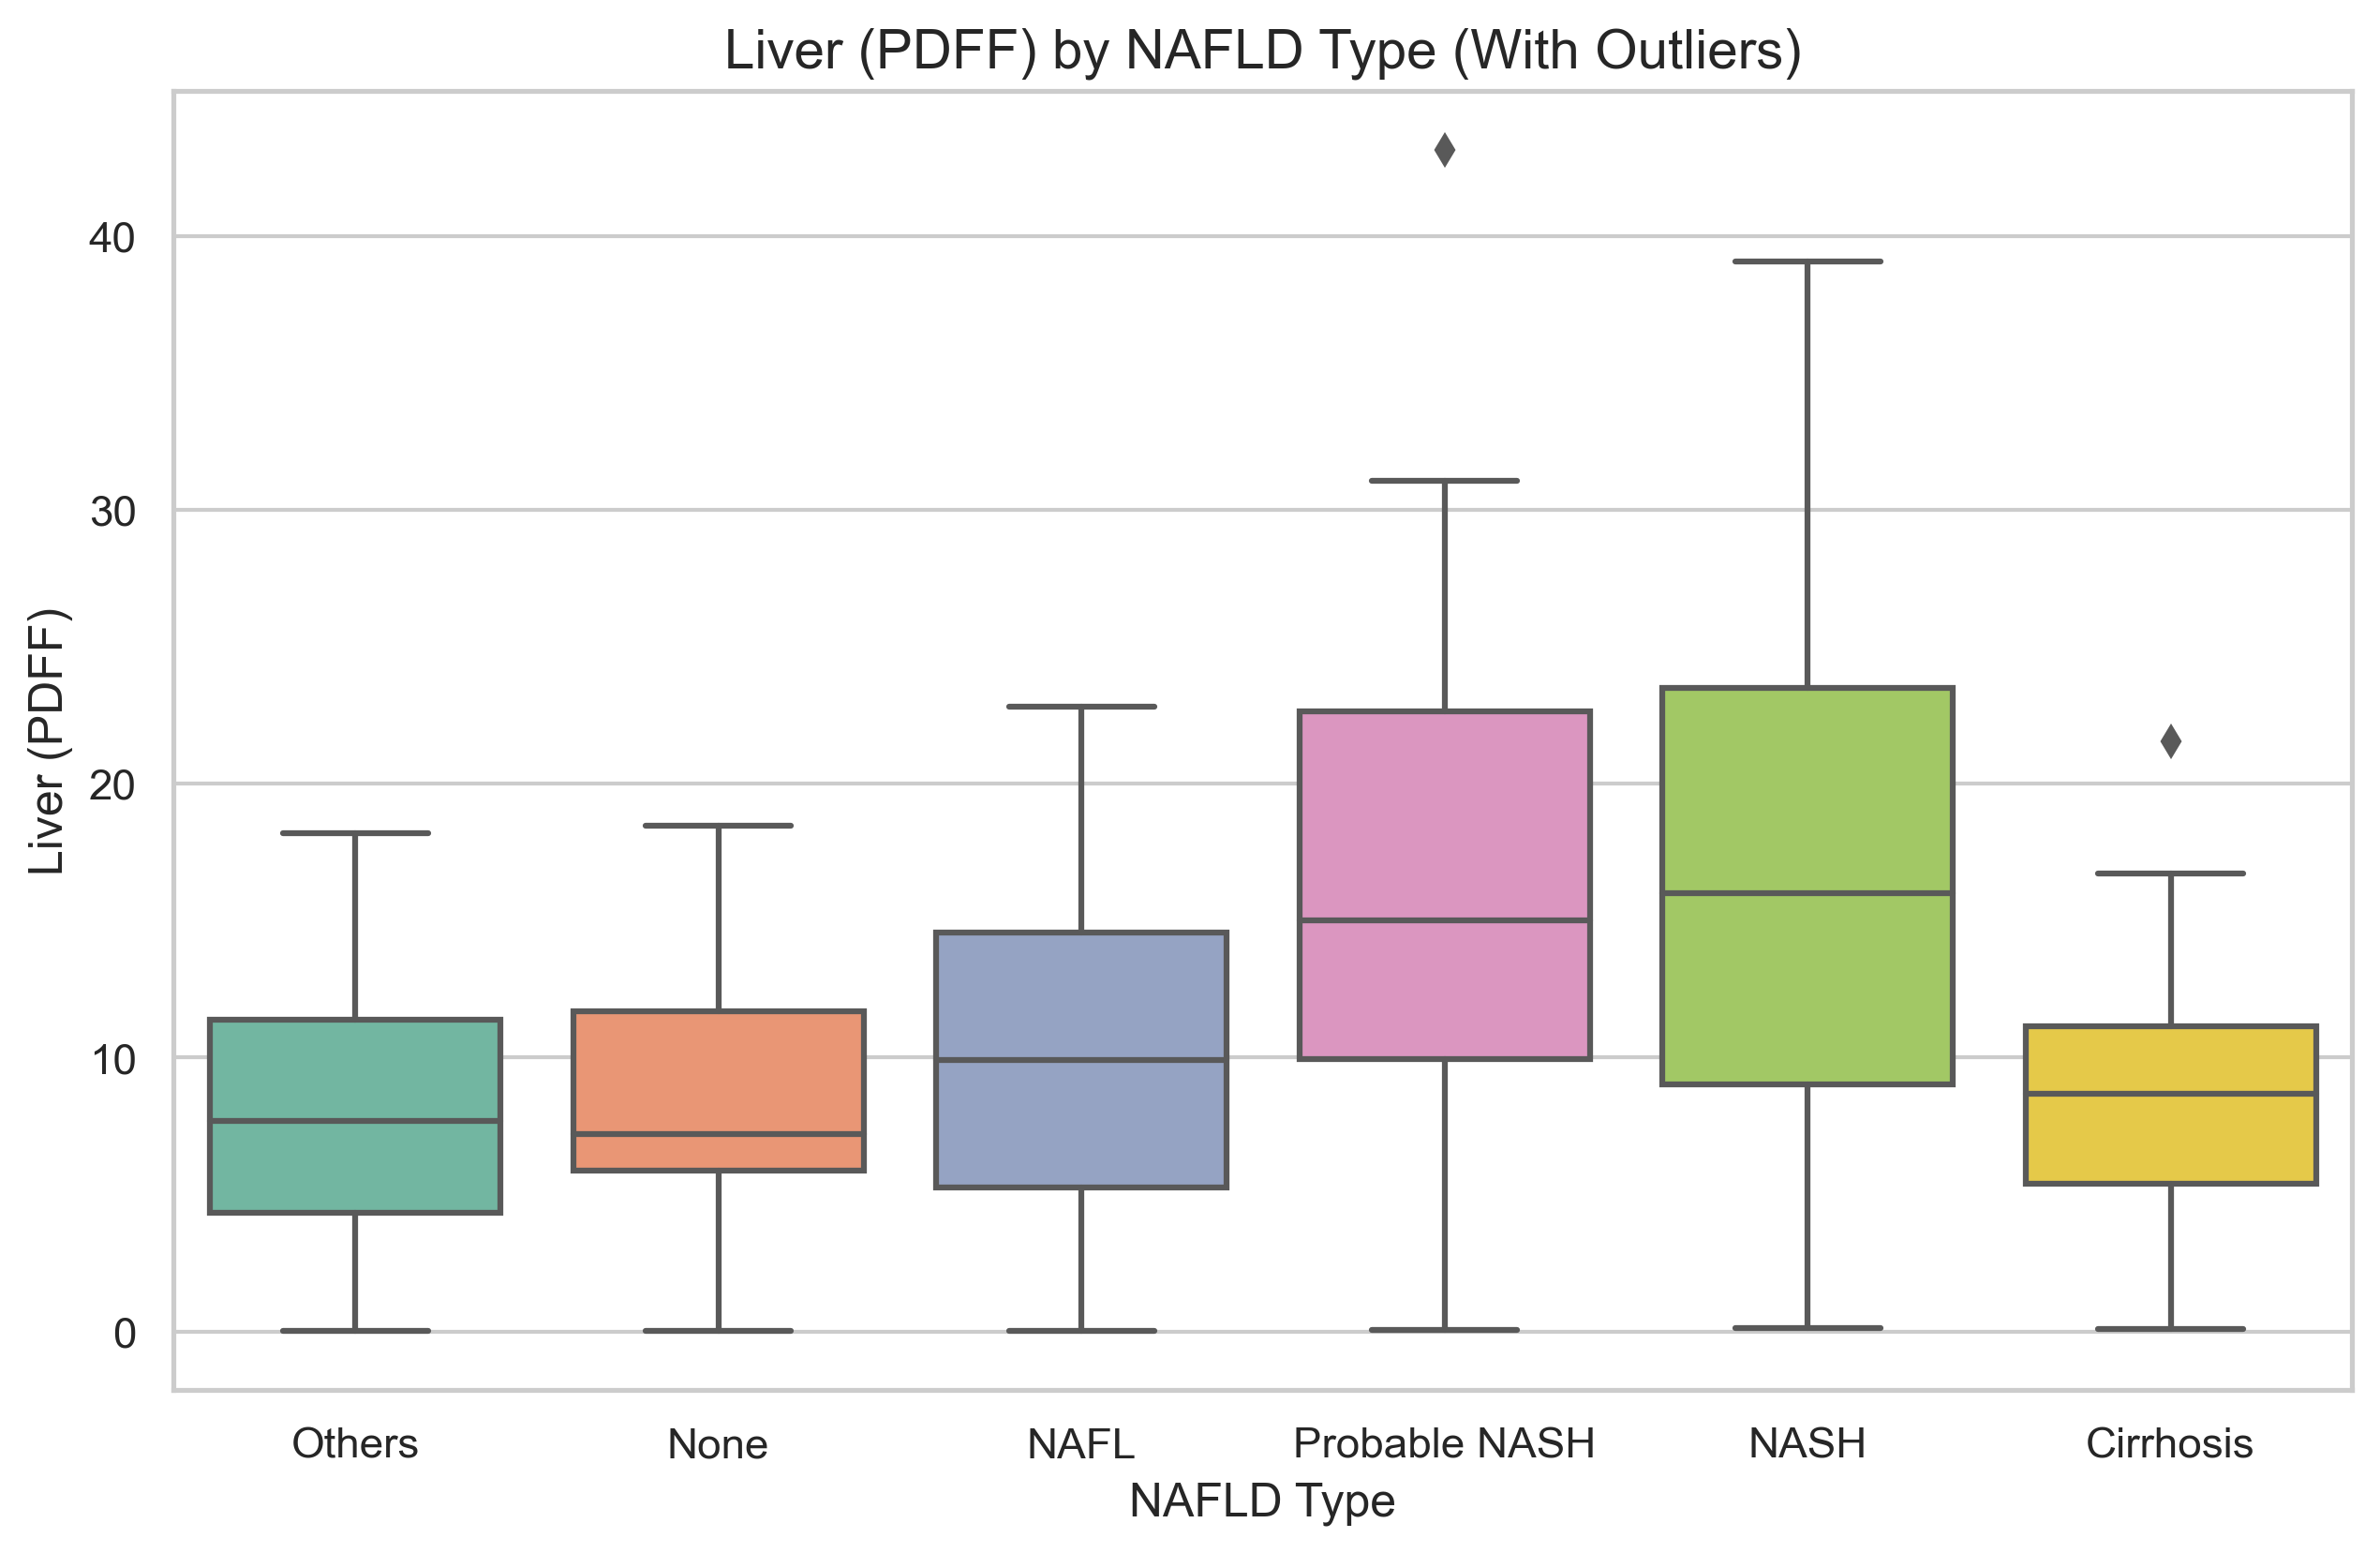 Liver (PDFF) by NAFLD Type (With Outliers)
Liver (PDFF)
40
30
20
10
0
Others None NAFL Probable NASH NASH Cirrhosis
NAFLD Type